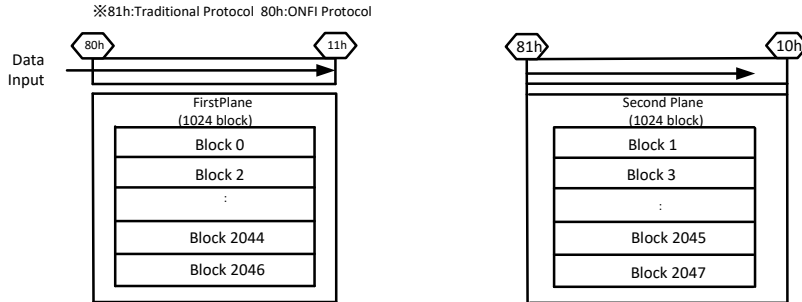 ※81h:Traditional Protocol 80h:ONFI Protocol
80h
11h
Data
Input
FirstPlane
(1024 block)
Block 0
Block 2
:
Block 2044
Block 2046
81h
10h
Second Plane
(1024 block)
Block 1
Block 3
:
Block 2045
Block 2047